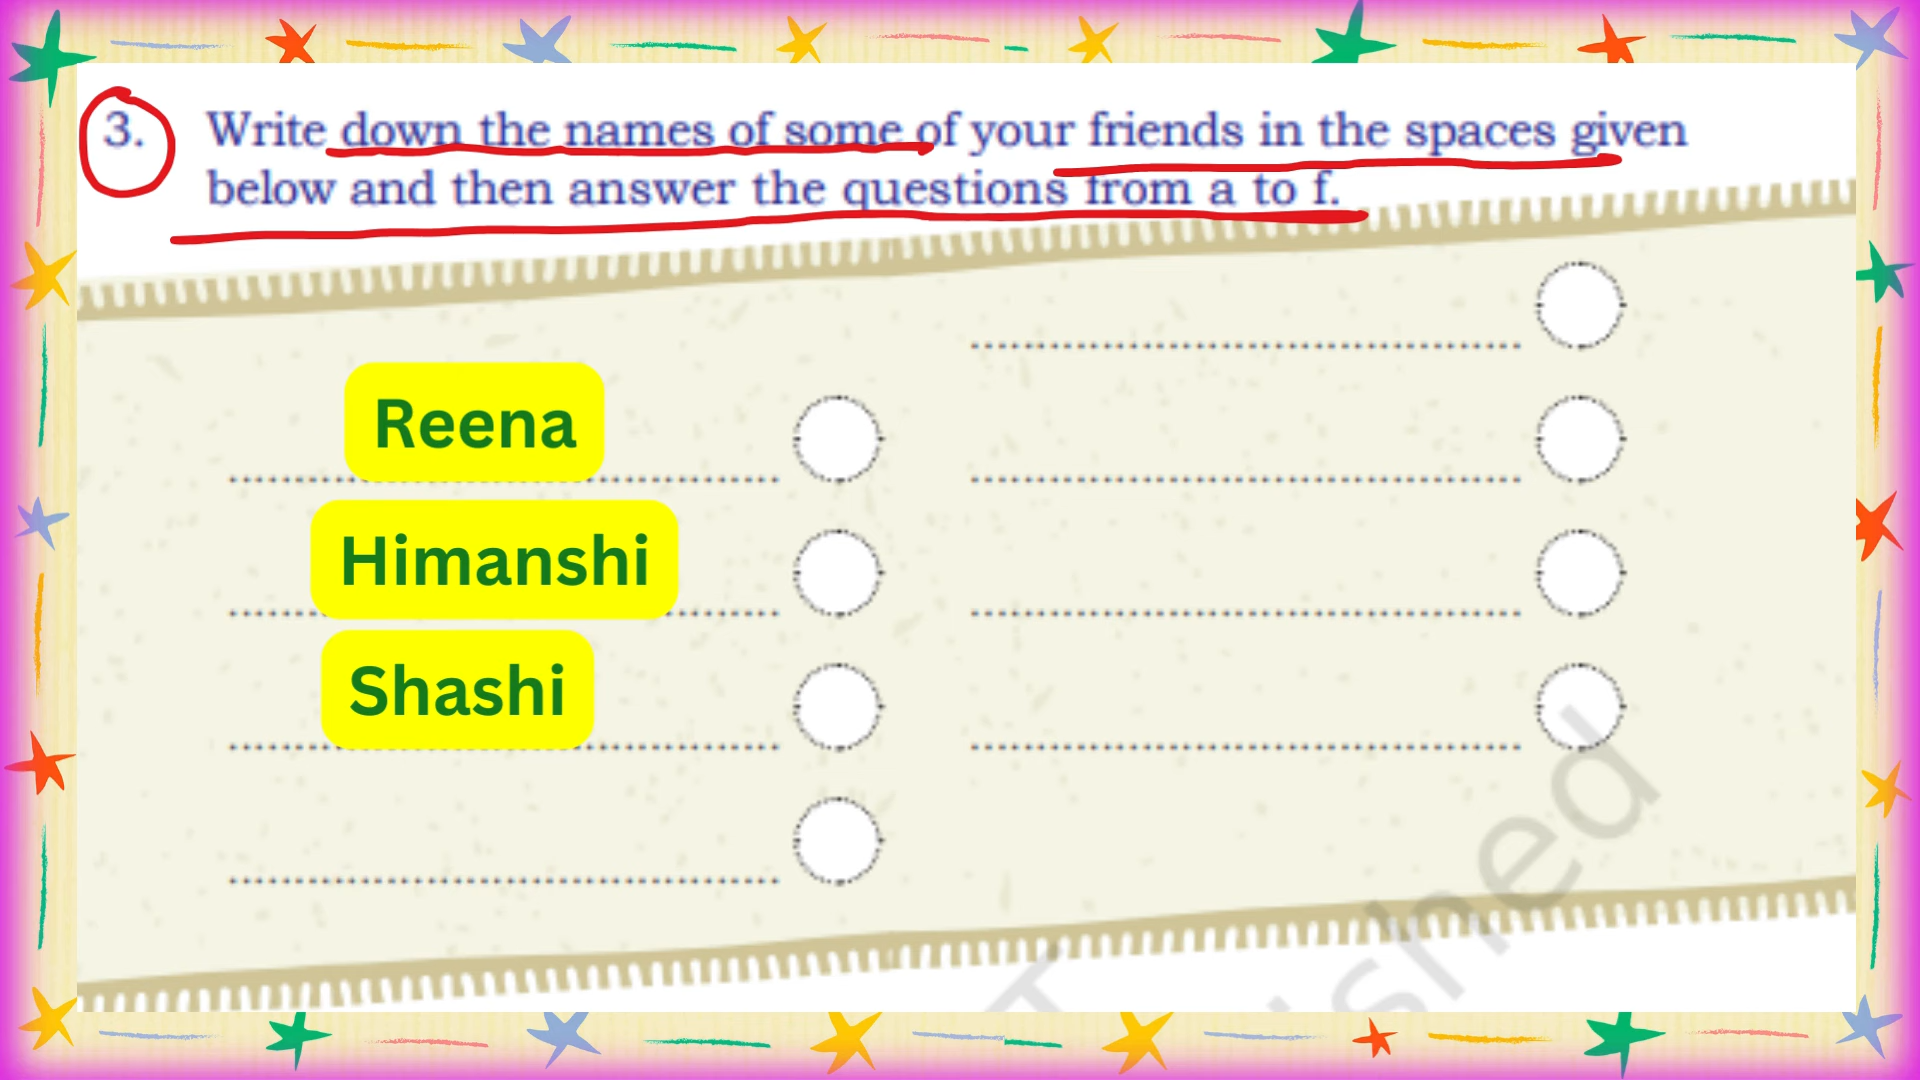 3. Write down the names of some of your friends in the spaces given
below and then answer the questions from a to f.
Reena
Himanshi
Shashi